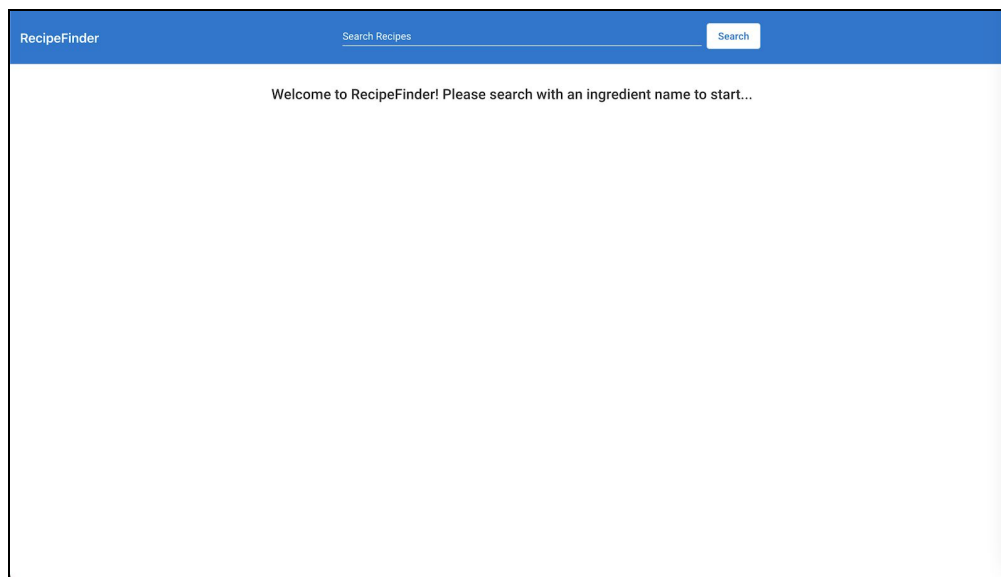 RecipeFinder
Search Recipes
Search
Welcome to RecipeFinder! Please search with an ingredient name to start...